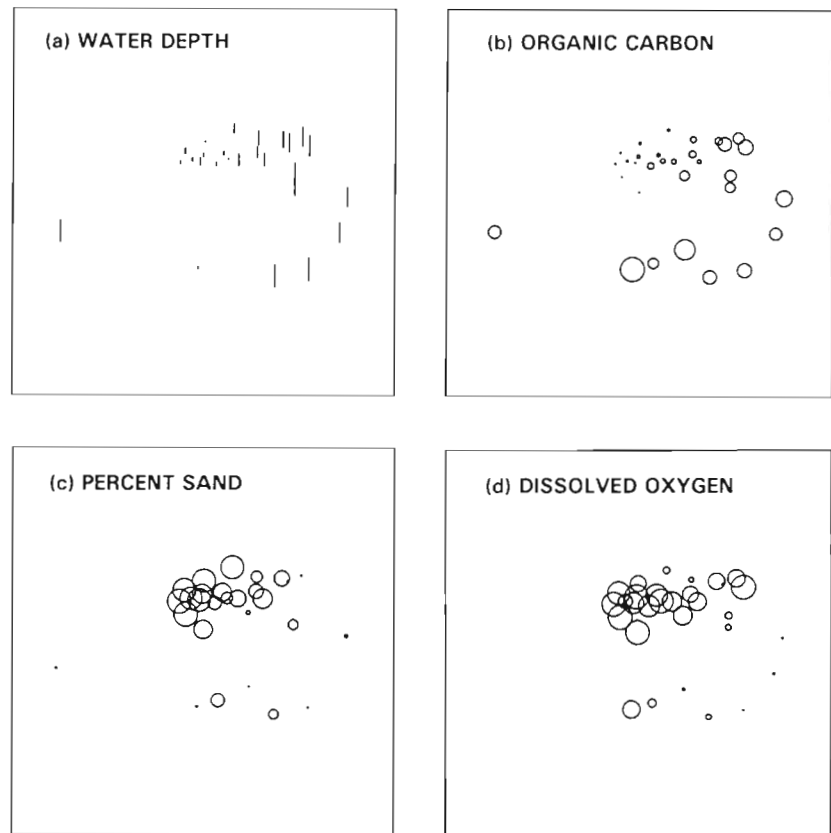 (a) WATER DEPTH
(b) ORGANIC CARBON
(c) PERCENT SAND
(d) DISSOLVED OXYGEN